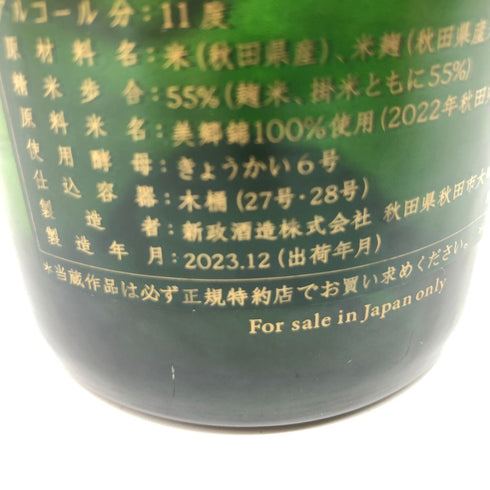 アルコール分：11度
原材料名：米（秋田県産）、米麹（秋田県産
精米歩合：55%（麹米、掛米ともに55%）
原料米名：美郷錦100%使用（2022年秋田
使用酵母：きょうかい6号
仕込容器：木桶（27号・28号）
製造者：新政酒造株式会社 秋田県秋田市大
製造年月：2023.12（出荷年月）
*当蔵作品は必ず正規特約店でお買い求めください。
For sale in Japan only